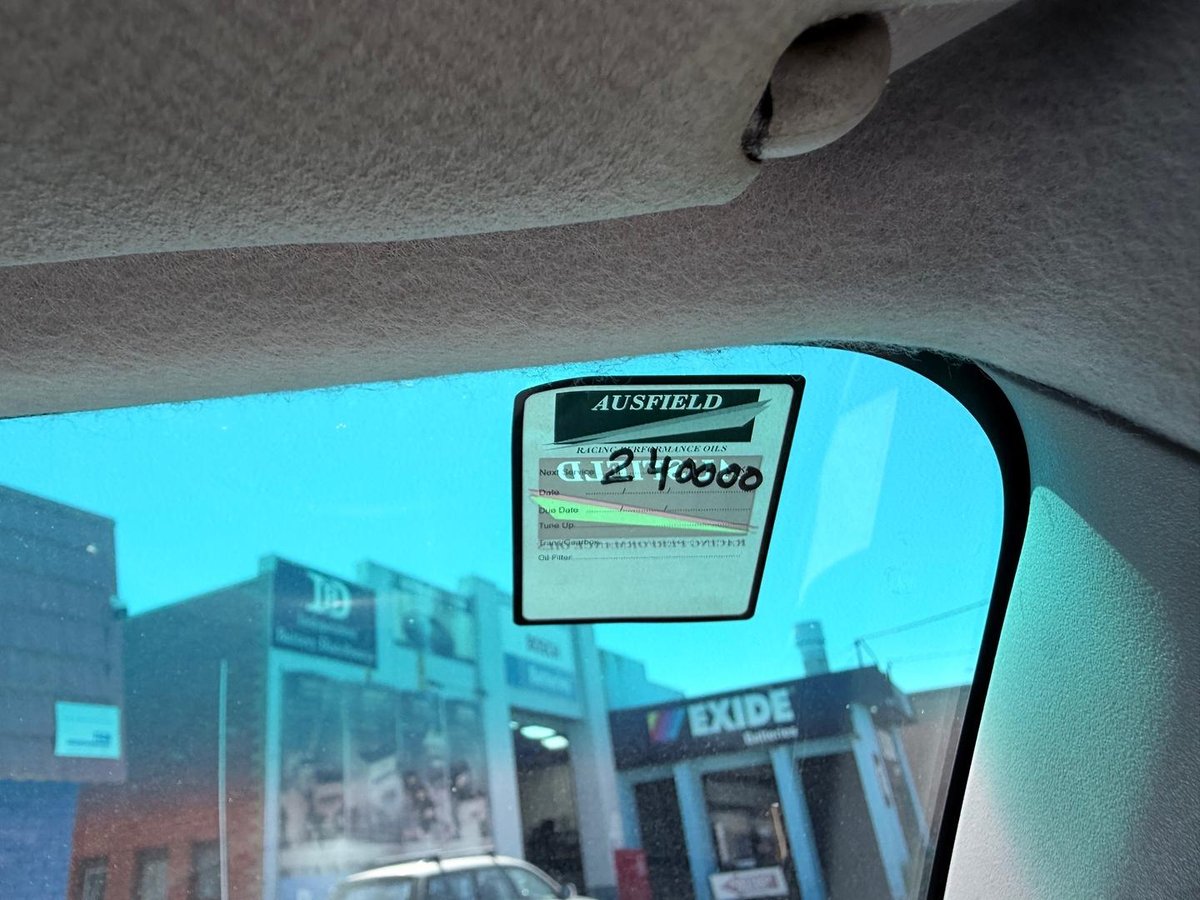 AUSFIELD
RACING PERFORMANCE OILS
Next Service 240000
Date / /
Due Date / /
Tune Up
Trans/Gearbox
Oil Filter
EXIDE
Batteries